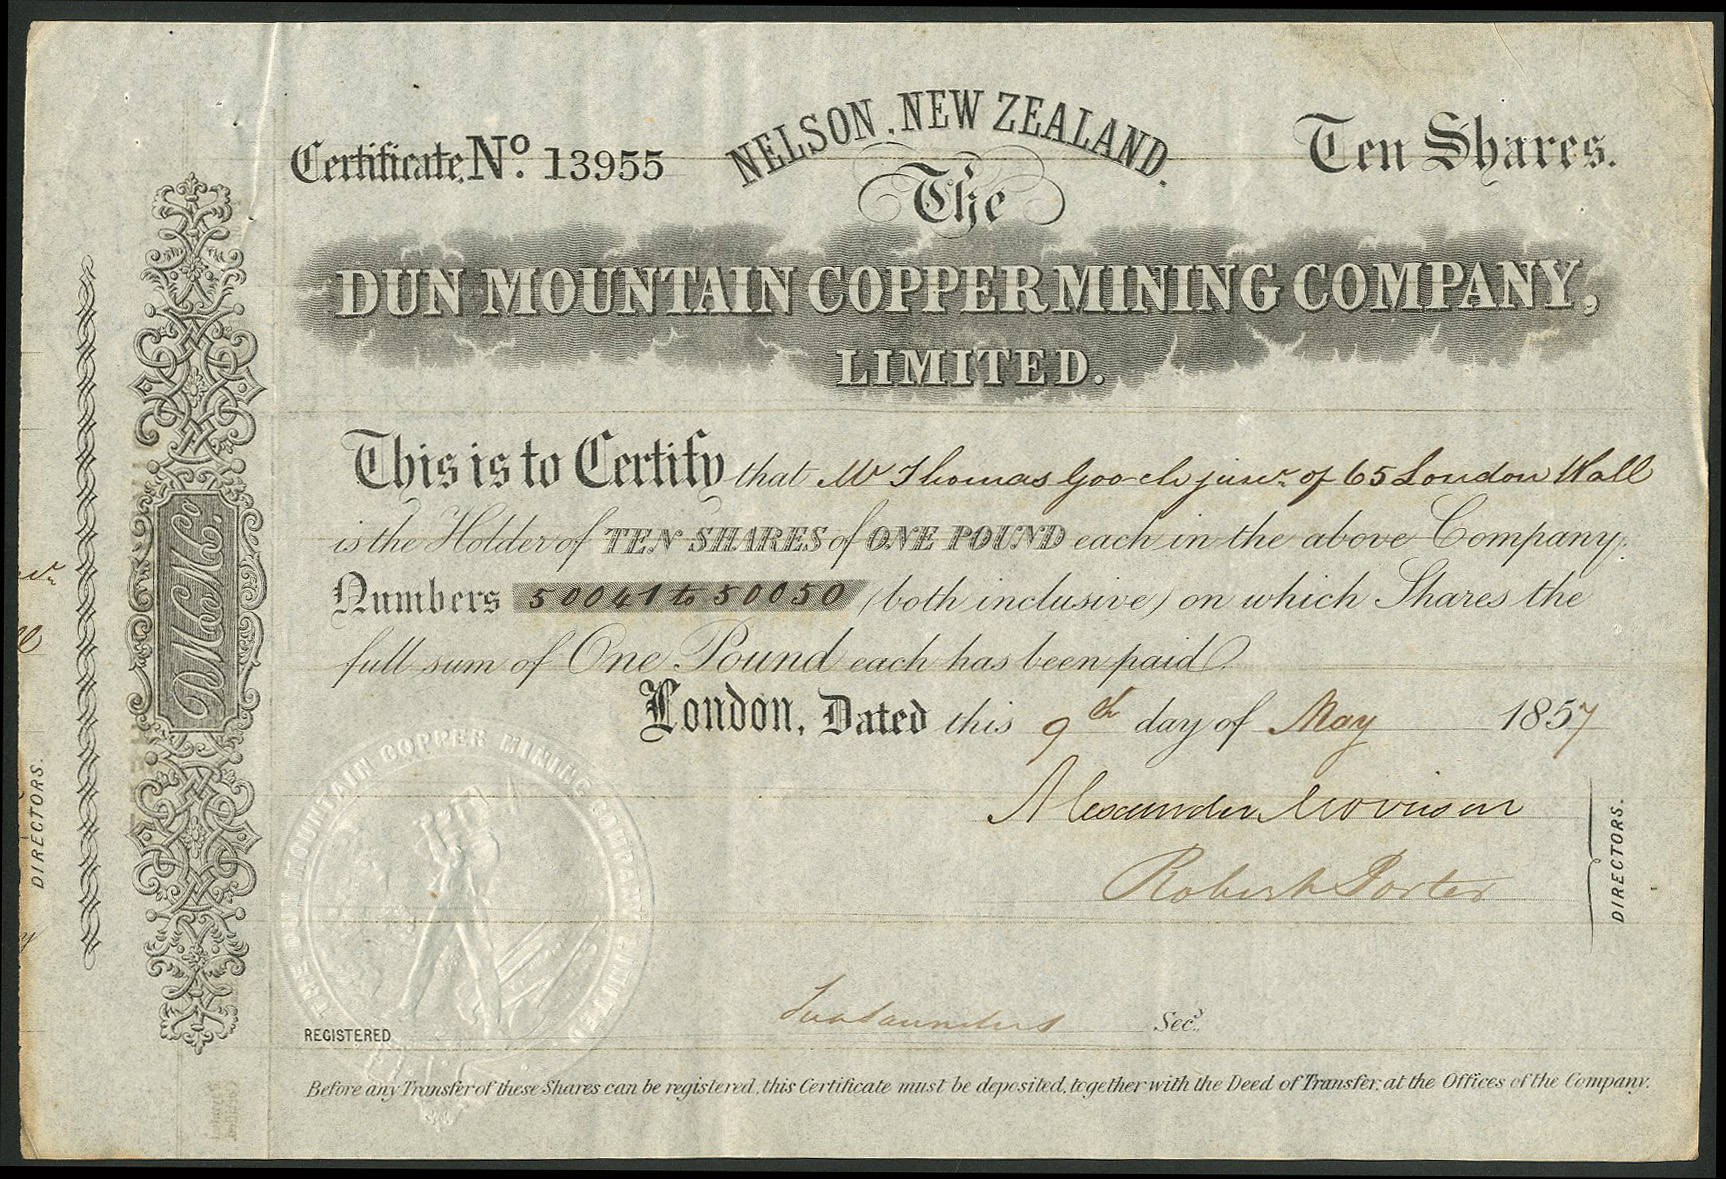 NELSON, NEW ZEALAND.
Certificate, No. 13955
Ten Shares.
The
DUN MOUNTAIN COPPER MINING COMPANY,
LIMITED.
This is to Certify that Mr Thomas Gooch junr. of 65 London Wall
is the Holder of TEN SHARES of ONE POUND each in the above Company.
Numbers 50041 to 50050 (both inclusive) on which Shares the
full sum of One Pound each has been paid
London, Dated this 9th day of May 1857
Alexander Morrison
Robert Porter
DIRECTORS.
Saunders Secy.
REGISTERED
Before any Transfer of these Shares can be registered, this Certificate must be deposited, together with the Deed of Transfer, at the Offices of the Company.
D.M.C.M.Co.
DIRECTORS.
THE DUN MOUNTAIN COPPER MINING COMPANY LIMITED